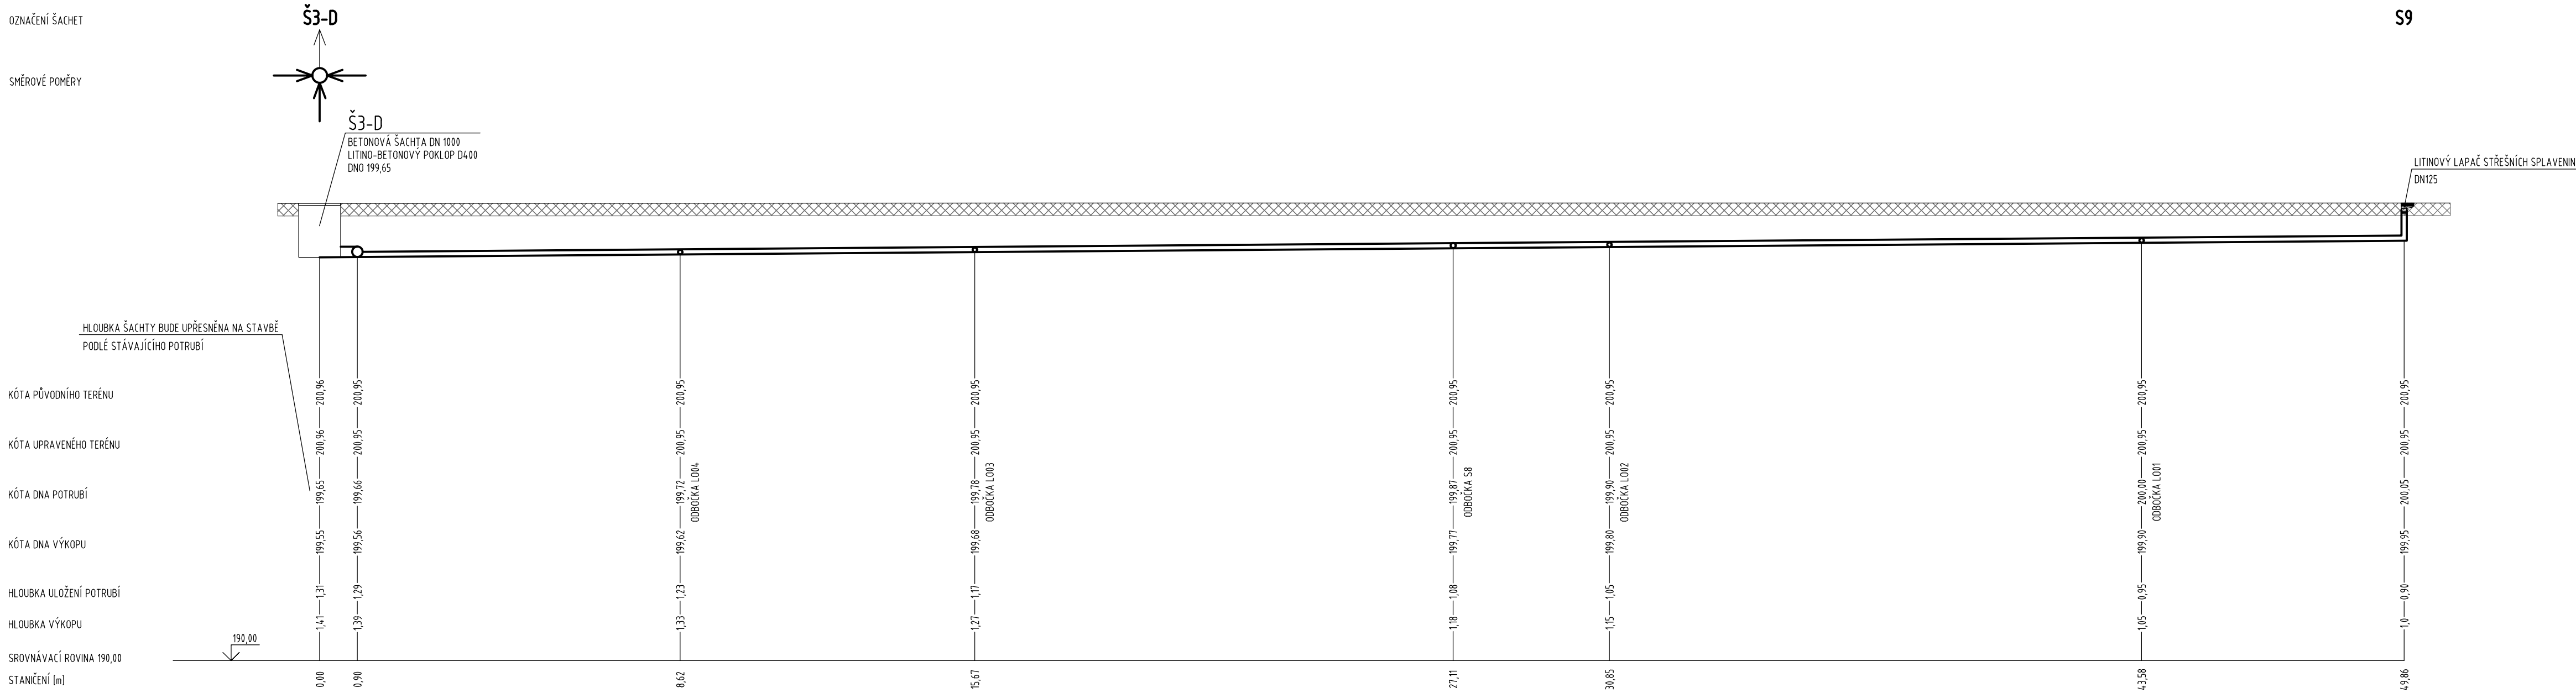 OZNAČENÍ ŠACHET
Š3-D
S9
SMĚROVÉ POMĚRY
Š3-D
BETONOVÁ ŠACHTA DN 1000
LITINO-BETONOVÝ POKLOP D400
DNO 199,65
LITINOVÝ LAPAČ STŘEŠNÍCH SPLAVENIN
DN125
HLOUBKA ŠACHTY BUDE UPŘESNĚNA NA STAVBĚ
PODLÉ STÁVAJÍCÍHO POTRUBÍ
KÓTA PŮVODNÍHO TERÉNU
200,96 200,95 200,95 200,95 200,95 200,95 200,95 200,95
KÓTA UPRAVENÉHO TERÉNU
200,96 200,95 200,95 200,95 200,95 200,95 200,95 200,95
KÓTA DNA POTRUBÍ
199,65 199,66 199,72 199,78 199,87 199,90 200,00 200,05
ODBOČKA LO04
ODBOČKA LO03
ODBOČKA S8
ODBOČKA LO02
ODBOČKA LO01
KÓTA DNA VÝKOPU
199,55 199,56 199,62 199,68 199,77 199,80 199,90 199,95
HLOUBKA ULOŽENÍ POTRUBÍ
1,31 1,29 1,23 1,17 1,08 1,05 0,95 0,90
HLOUBKA VÝKOPU
1,41 1,39 1,33 1,27 1,18 1,15 1,05 1,0
190,00
SROVNÁVACÍ ROVINA 190,00
STANIČENÍ [m]
0,00 0,90 8,62 15,67 27,11 30,85 43,58 49,86